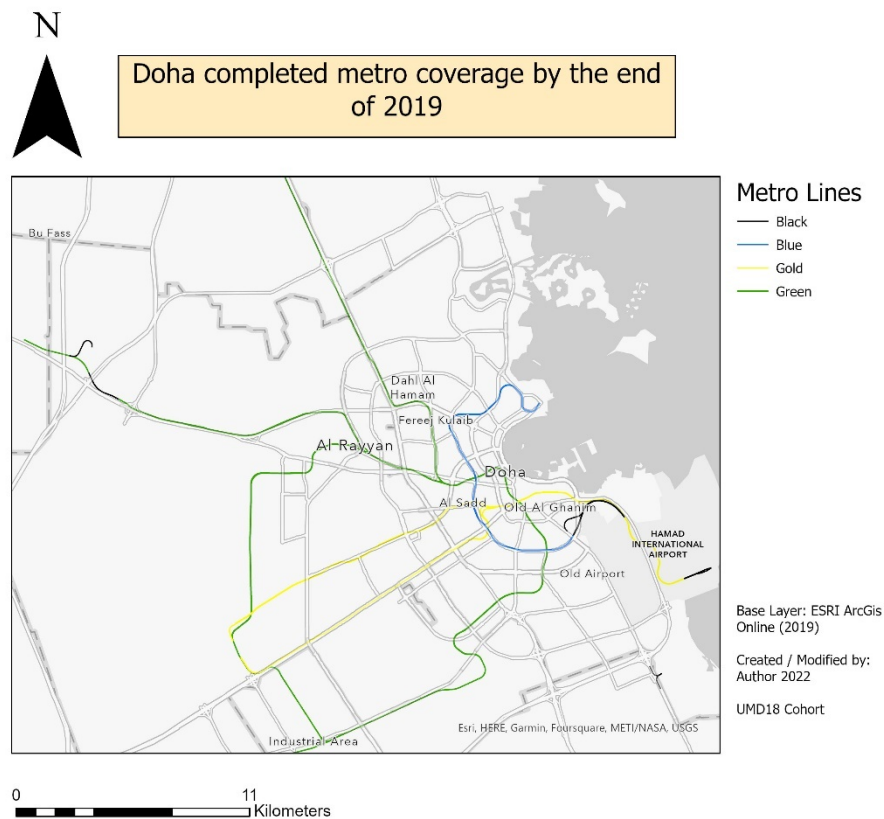 N
Doha completed metro coverage by the end
of 2019
Metro Lines
Black
Blue
Gold
Green
Bu Fass
Dahl Al
Hamam
Fereej Kulaib
Al Rayyan
Doha
Al Sadd
Old Al Ghanim
HAMAD
INTERNATIONAL
AIRPORT
Old Airport
Industrial Area
Esri, HERE, Garmin, Foursquare, METI/NASA, USGS
Base Layer: ESRI ArcGis
Online (2019)
Created / Modified by:
Author 2022
UMD18 Cohort
0
11
Kilometers